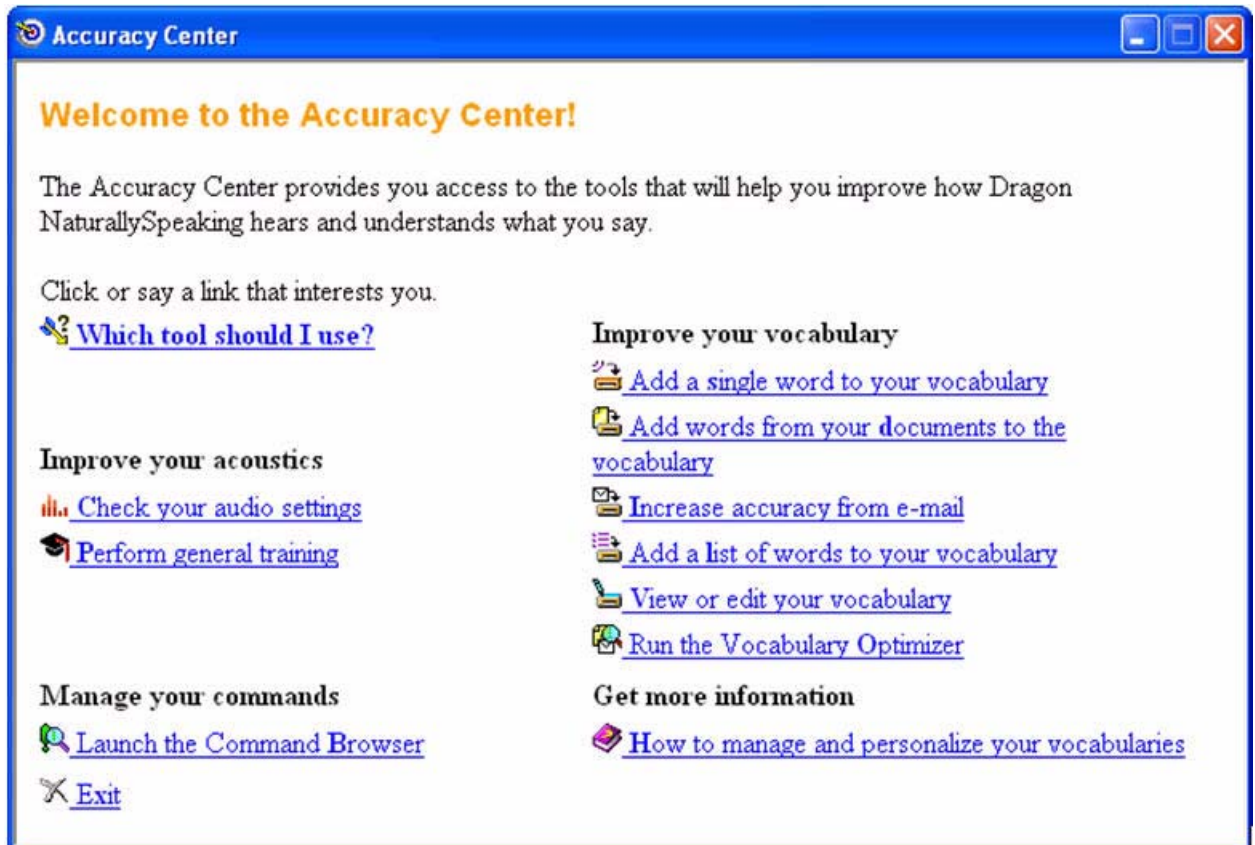 Accuracy Center
Welcome to the Accuracy Center!
The Accuracy Center provides you access to the tools that will help you improve how Dragon
NaturallySpeaking hears and understands what you say.
Click or say a link that interests you.
Which tool should I use?
Improve your acoustics
Check your audio settings
Perform general training
Manage your commands
Launch the Command Browser
Exit
Improve your vocabulary
Add a single word to your vocabulary
Add words from your documents to the
vocabulary
Increase accuracy from e-mail
Add a list of words to your vocabulary
View or edit your vocabulary
Run the Vocabulary Optimizer
Get more information
How to manage and personalize your vocabularies